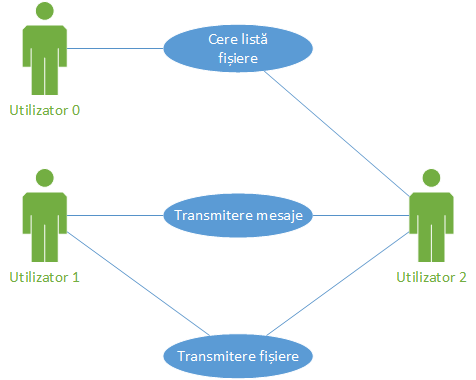 Cere listă
fișiere
Utilizator 0
Transmitere mesaje
Utilizator 1
Utilizator 2
Transmitere fișiere